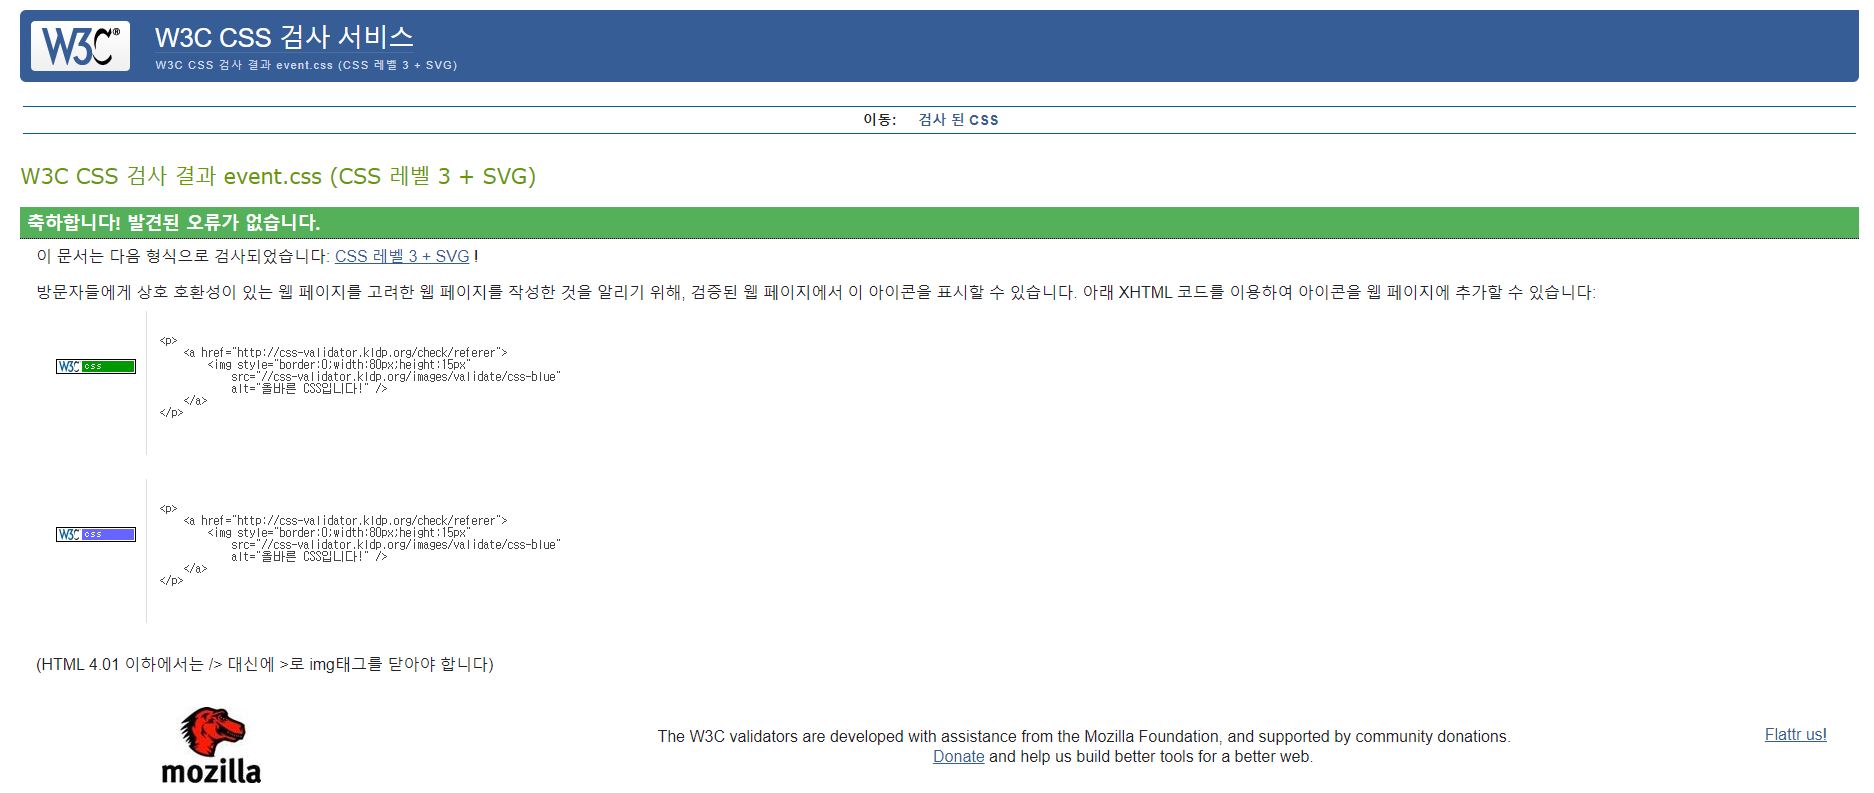 W3C®
W3C CSS 검사 서비스
W3C CSS 검사 결과 event.css (CSS 레벨 3 + SVG)
이동: 검사 된 CSS
W3C CSS 검사 결과 event.css (CSS 레벨 3 + SVG)
축하합니다! 발견된 오류가 없습니다.
이 문서는 다음 형식으로 검사되었습니다: CSS 레벨 3 + SVG !
방문자들에게 상호 호환성이 있는 웹 페이지를 고려한 웹 페이지를 작성한 것을 알리기 위해, 검증된 웹 페이지에서 이 아이콘을 표시할 수 있습니다. 아래 XHTML 코드를 이용하여 아이콘을 웹 페이지에 추가할 수 있습니다:
W3C css
<p>
<a href="http://css-validator.kldp.org/check/referer">
<img style="border:0;width:80px;height:15px"
src="//css-validator.kldp.org/images/validate/css-blue"
alt="올바른 CSS입니다!" />
</a>
</p>
W3C css
<p>
<a href="http://css-validator.kldp.org/check/referer">
<img style="border:0;width:80px;height:15px"
src="//css-validator.kldp.org/images/validate/css-blue"
alt="올바른 CSS입니다!" />
</a>
</p>
(HTML 4.01 이하에서는 /> 대신에 >로 img태그를 닫아야 합니다)
mozilla
The W3C validators are developed with assistance from the Mozilla Foundation, and supported by community donations.
Donate and help us build better tools for a better web.
Flattr us!